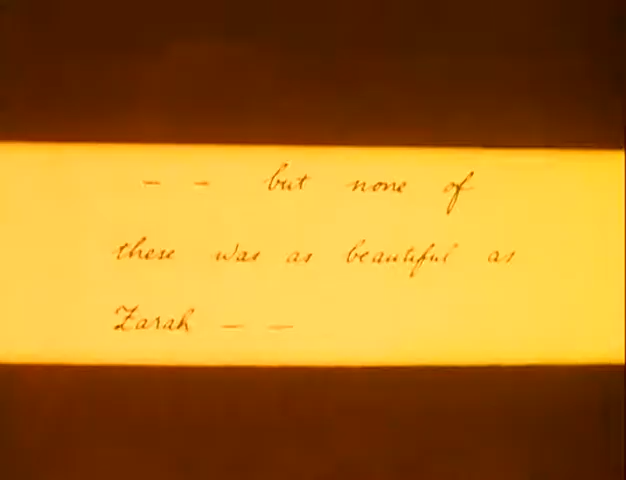 — — but none of
these was as beautiful as
Zarah — —